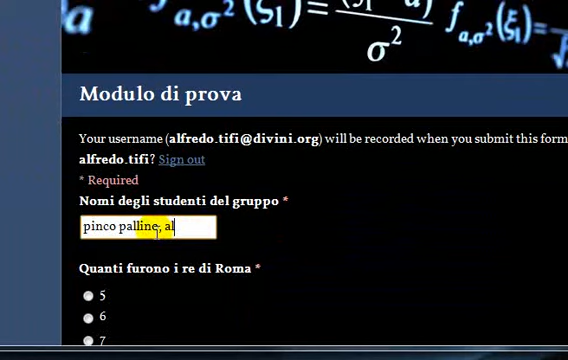 Modulo di prova
Your username (alfredo.tifi@divini.org) will be recorded when you submit this form
alfredo.tifi? Sign out
* Required
Nomi degli studenti del gruppo *
pinco palline, al
Quanti furono i re di Roma *
5
6
7